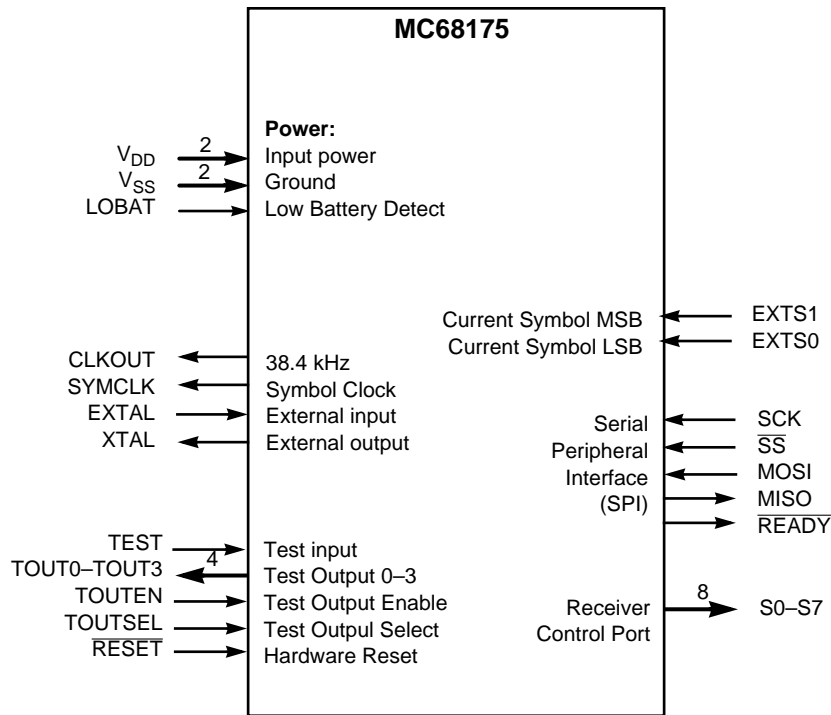 MC68175
Power:
VDD 2 Input power
VSS 2 Ground
LOBAT Low Battery Detect
Current Symbol MSB EXTS1
Current Symbol LSB EXTS0
CLKOUT 38.4 kHz
SYMCLK Symbol Clock
EXTAL External input
XTAL External output
Serial SCK
Peripheral S̅S̅
Interface MOSI
(SPI) MISO
R̅E̅A̅D̅Y̅
TEST Test input
TOUT0–TOUT3 4 Test Output 0–3
TOUTEN Test Output Enable
TOUTSEL Test Outpul Select
R̅E̅S̅E̅T̅ Hardware Reset
Receiver 8 S0–S7
Control Port